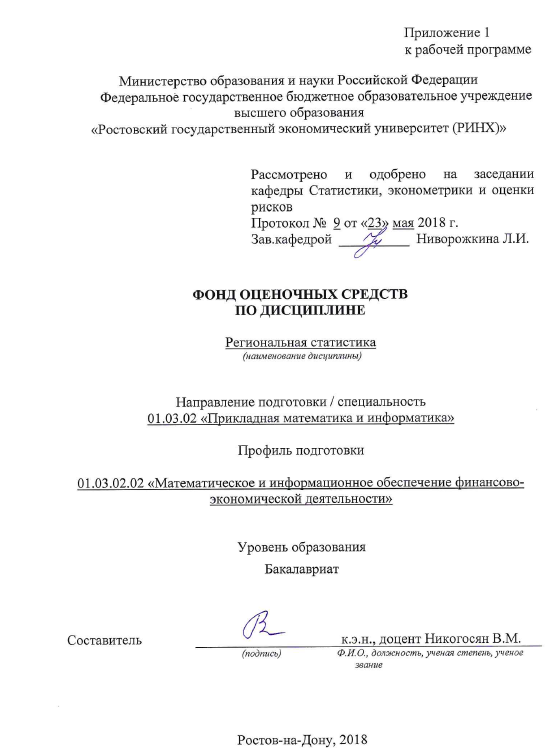 Приложение 1
к рабочей программе
Министерство образования и науки Российской Федерации
Федеральное государственное бюджетное образовательное учреждение
высшего образования
«Ростовский государственный экономический университет (РИНХ)»
Рассмотрено и одобрено на заседании
кафедры Статистики, эконометрики и оценки
рисков
Протокол № 9 от «23» мая 2018 г.
Зав.кафедрой Ниворожкина Л.И.
ФОНД ОЦЕНОЧНЫХ СРЕДСТВ
ПО ДИСЦИПЛИНЕ
Региональная статистика
(наименование дисциплины)
Направление подготовки / специальность
01.03.02 «Прикладная математика и информатика»
Профиль подготовки
01.03.02.02 «Математическое и информационное обеспечение финансово-
экономической деятельности»
Уровень образования
Бакалавриат
Составитель к.э.н., доцент Никогосян В.М.
(подпись) Ф.И.О., должность, ученая степень, ученое
звание
Ростов-на-Дону, 2018